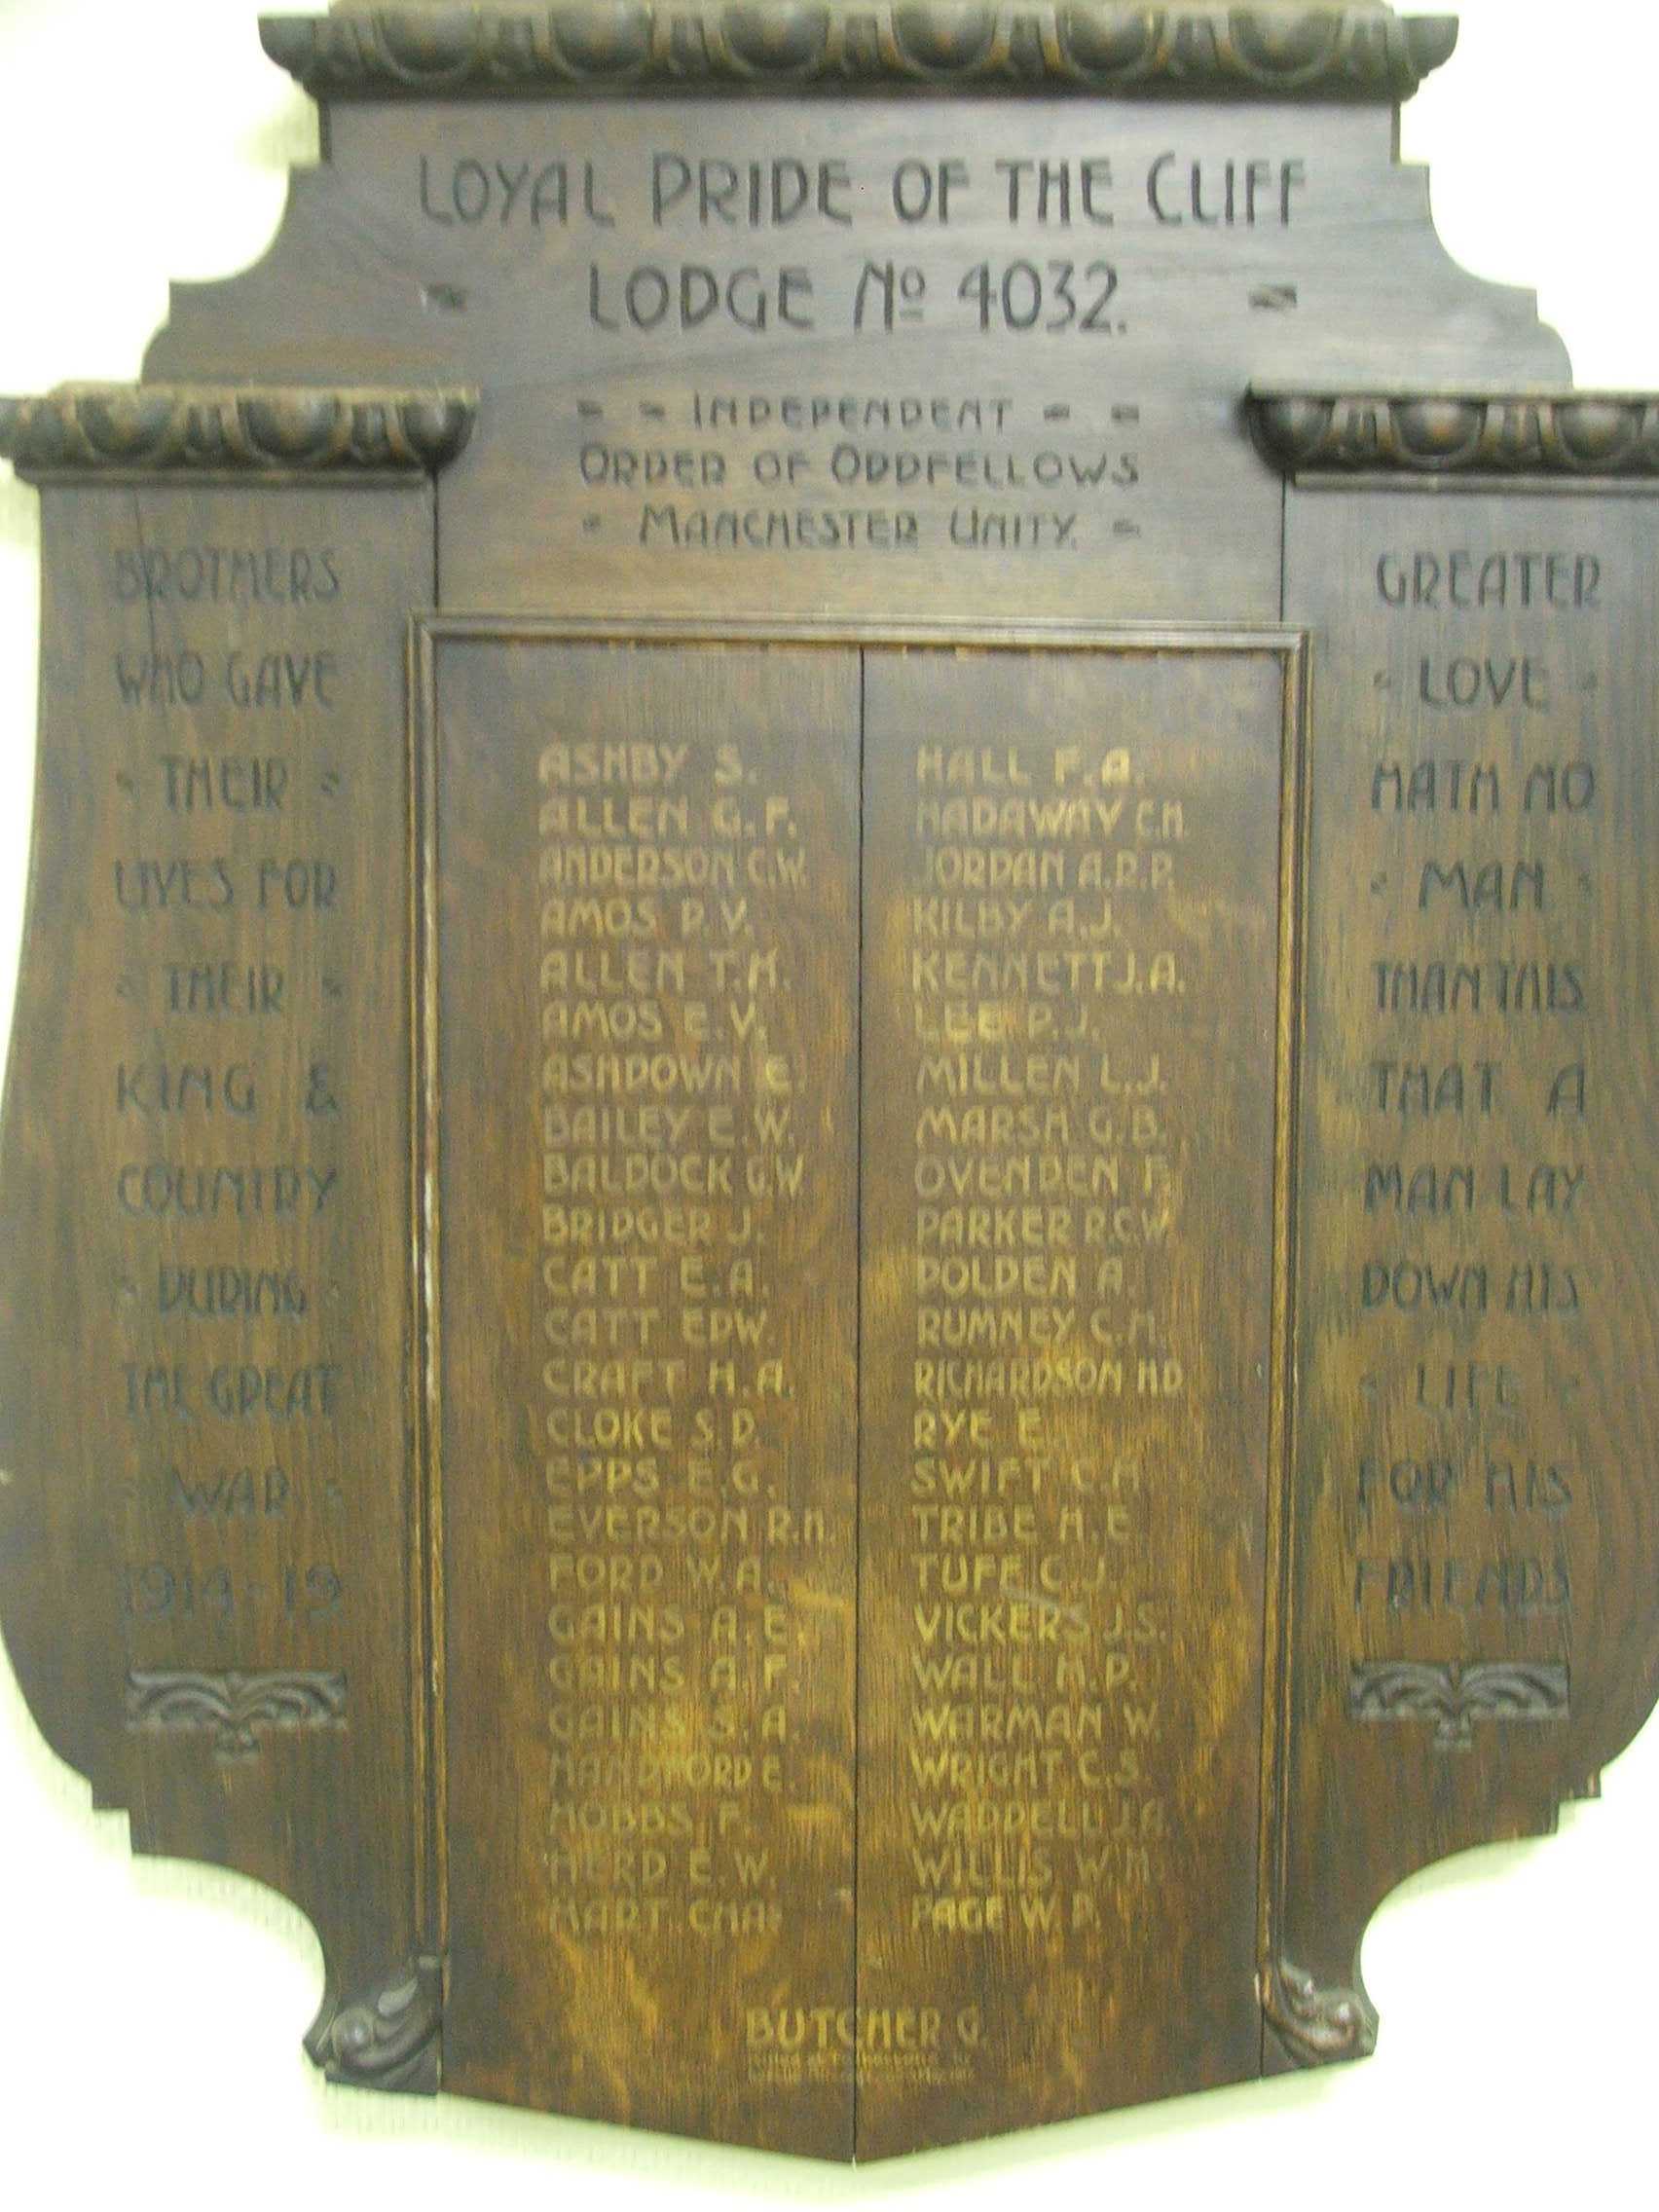 LOYAL PRIDE OF THE CLIFF
LODGE No 4032.
- - INDEPENDENT - -
ORDER OF ODDFELLOWS
- MANCHESTER UNITY. -
BROTHERS
WHO GAVE
THEIR
LIVES FOR
THEIR
KING &
COUNTRY
DURING
THE GREAT
WAR
1914-19
ASHBY S.
ALLEN G.F.
ANDERSON C.W.
AMOS P.V.
ALLEN T.H.
AMOS E.V.
ASHDOWN E.
BAILEY E.W.
BALDOCK G.W.
BRIDGER J.
CATT E.A.
CATT EDW.
CRAFT H.A.
CLOKE S.D.
EPPS E.G.
EVERSON R.H.
FORD W.A.
GAINS A.E.
GAINS A.F.
GAINS S.A.
HANDFORD E.
HOBBS F.
HERD E.W.
HART CHAS
HALL F.A.
HADAWAY C.H.
JORDAN A.R.P.
KILBY A.J.
KENNETT J.A.
LEE P.J.
MILLEN L.J.
MARSH G.B.
OVENDEN F.
PARKER R.C.W.
POLDEN A.
RUMNEY C.H.
RICHARDSON H.D.
RYE E.
SWIFT C.H.
TRIBE H.E.
TUFF C.J.
VICKERS J.S.
WALL H.P.
WARMAN W.
WRIGHT C.S.
WADDELL J.A.
WILLIS W.H.
PAGE W.R.
BUTCHER G.
Killed at Folkestone
GREATER
LOVE
HATH NO
MAN
THAN THIS
THAT A
MAN LAY
DOWN HIS
LIFE
FOR HIS
FRIENDS